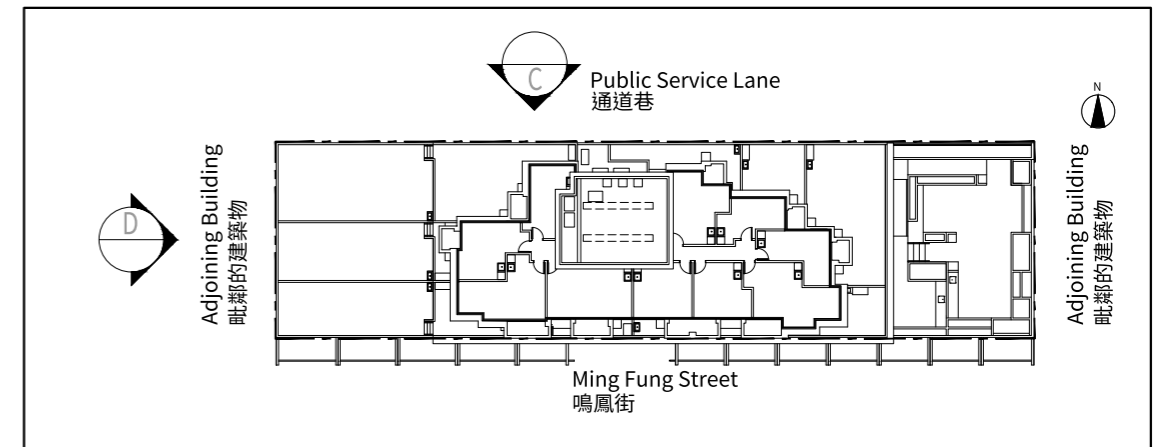 C
Public Service Lane
通道巷
N
Adjoining Building
毗鄰的建築物
D
Adjoining Building
毗鄰的建築物
Ming Fung Street
鳴鳳街